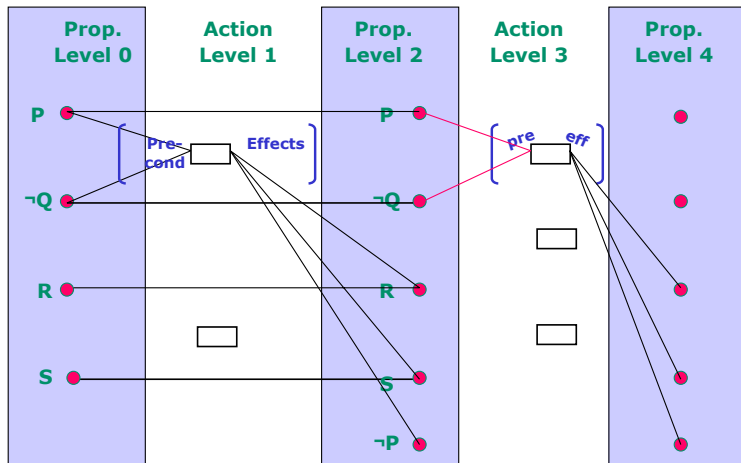 Prop.
Level 0
Action
Level 1
Prop.
Level 2
Action
Level 3
Prop.
Level 4
P
P
Pre-
cond
Effects
pre
eff
¬Q
¬Q
R
R
S
S
¬P